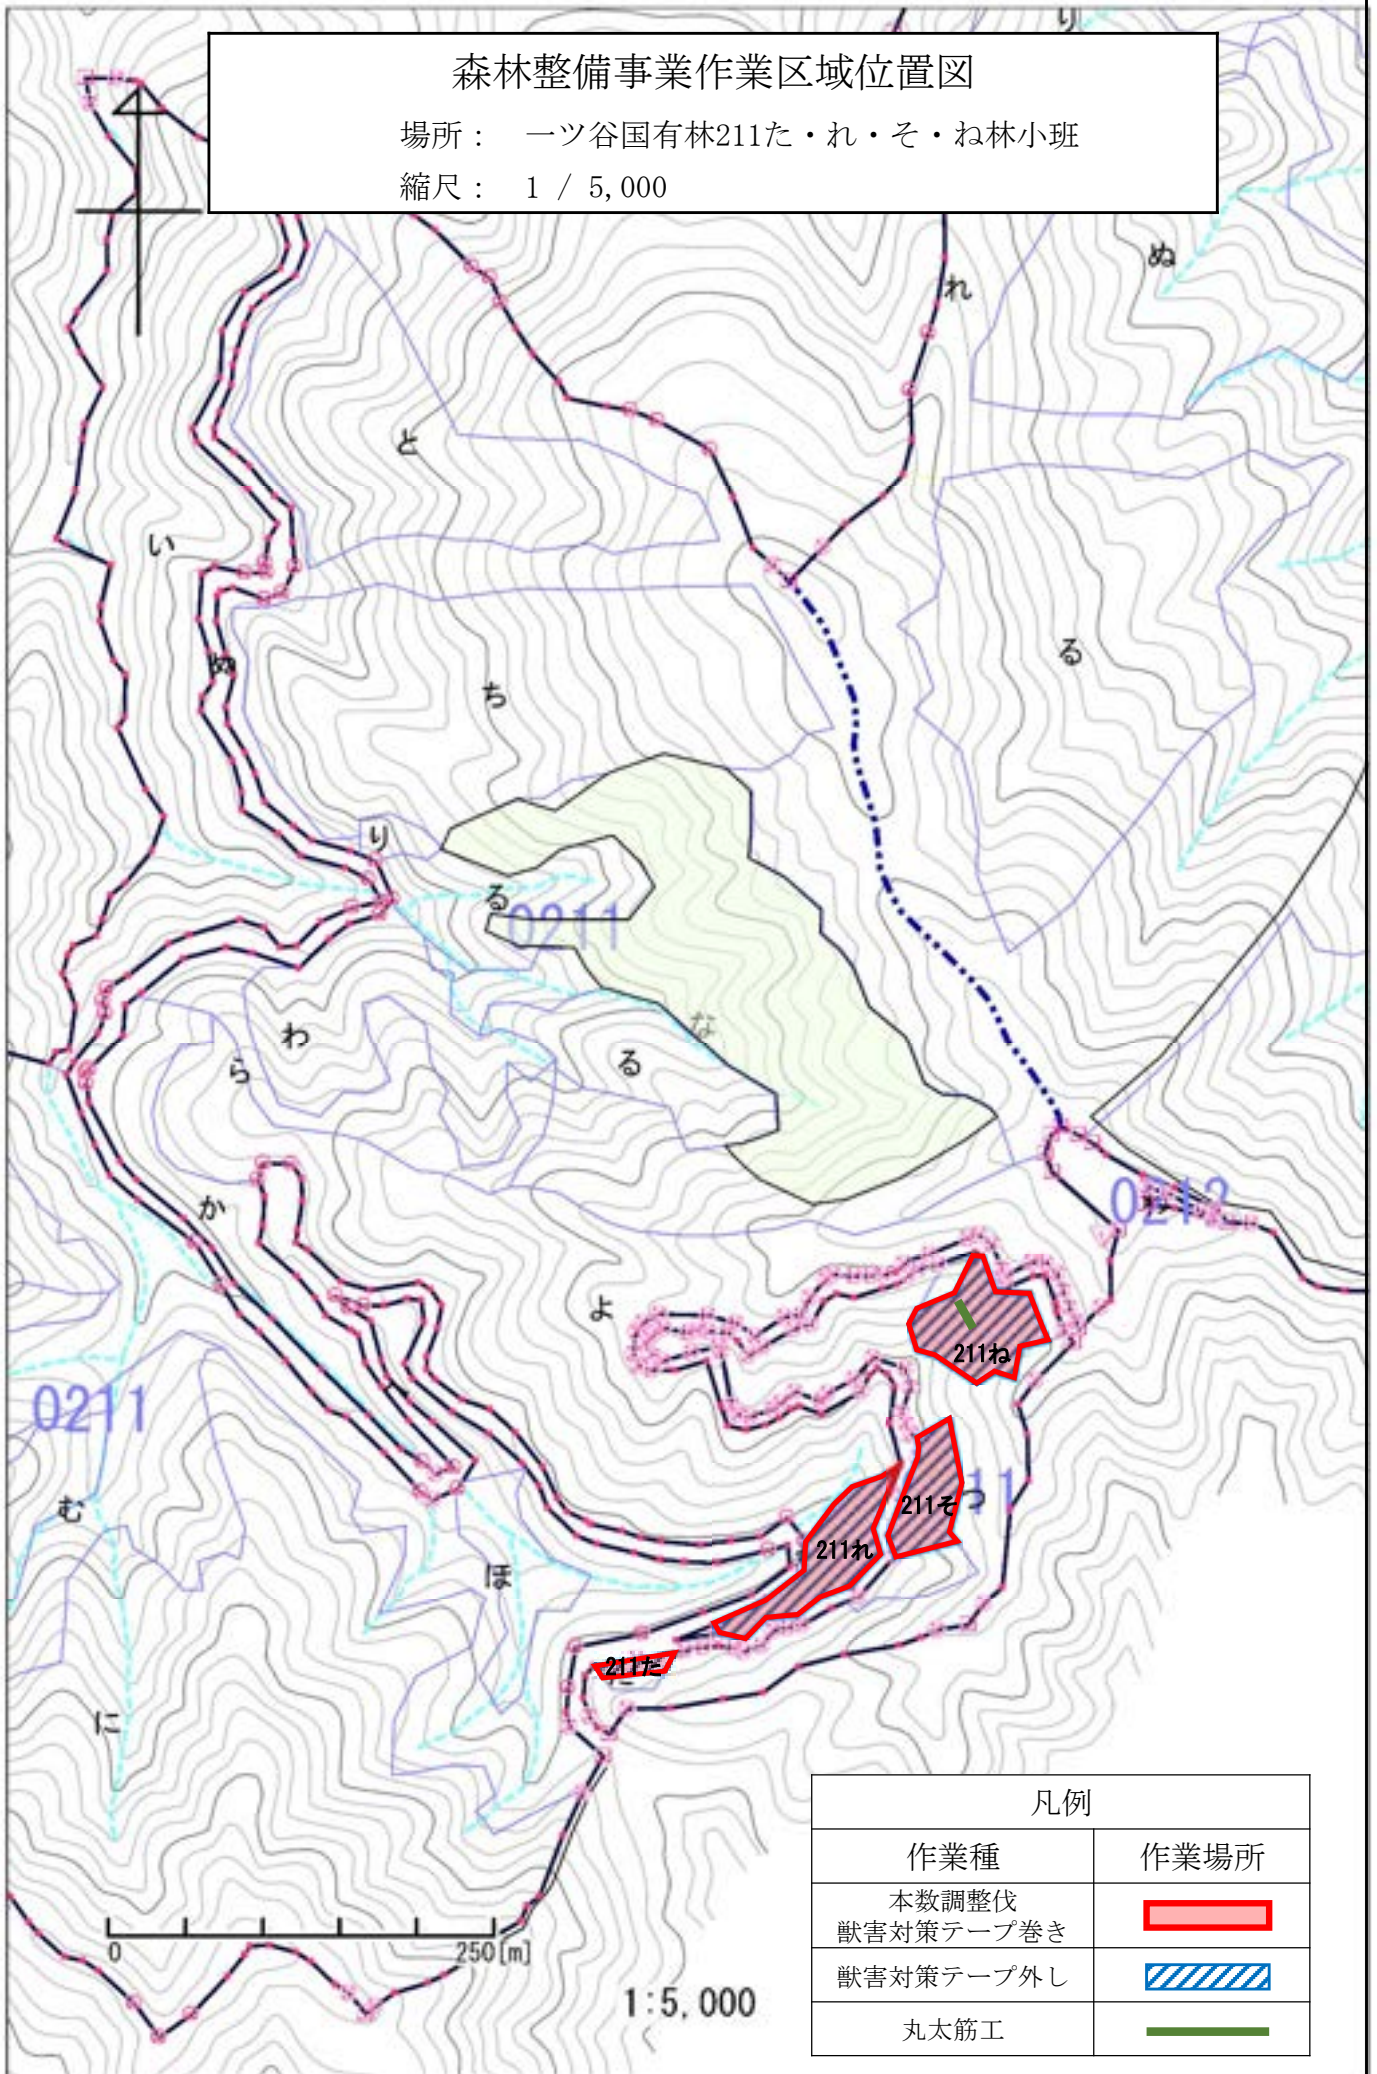 り
森林整備事業作業区域位置図
場所： 一ツ谷国有林211た・れ・そ・ね林小班
縮尺： 1 / 5,000
ぬ
れ
と
い
る
ぬ
ち
り
る
0211
な
わ
る
ら
0212
か
よ
211ね
0211
む
211そ
つ
11
211れ
ほ
211た
に
凡例
作業種 作業場所
本数調整伐
獣害対策テープ巻き
獣害対策テープ外し
丸太筋工
0 250[m]
1:5,000